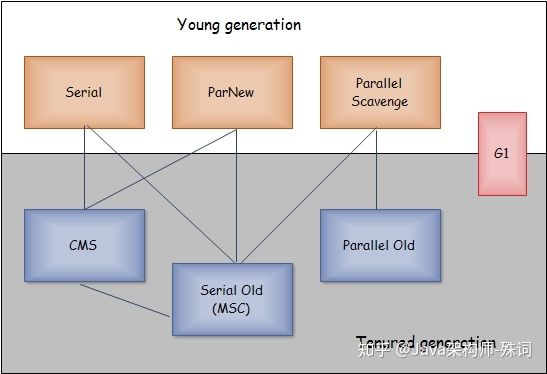 Young generation
Serial
ParNew
Parallel
Scavenge
G1
CMS
Serial Old
(MSC)
Parallel Old
Tenured generation
知乎 @Java架构师-殊词